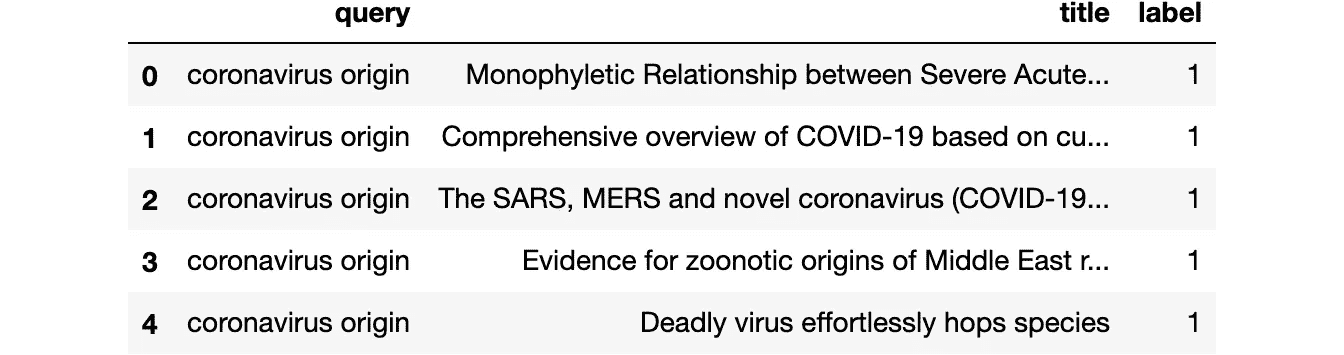 query title label
0 coronavirus origin Monophyletic Relationship between Severe Acute... 1
1 coronavirus origin Comprehensive overview of COVID-19 based on cu... 1
2 coronavirus origin The SARS, MERS and novel coronavirus (COVID-19... 1
3 coronavirus origin Evidence for zoonotic origins of Middle East r... 1
4 coronavirus origin Deadly virus effortlessly hops species 1